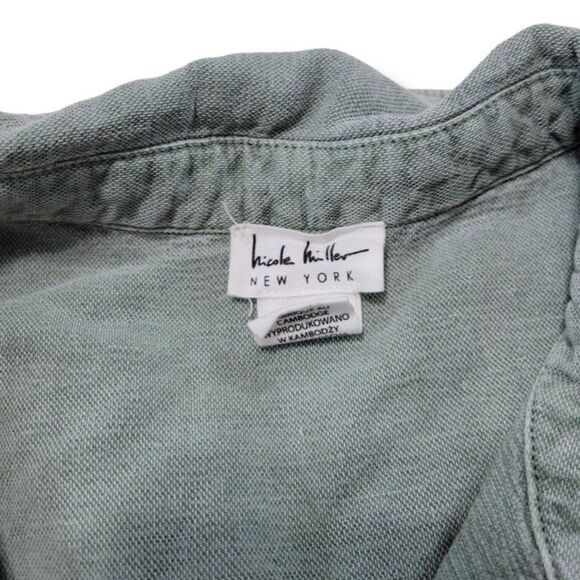 Nicole Miller
NEW YORK
CAMBODGE
WYPRODUKOWANO
W KAMBODŻY